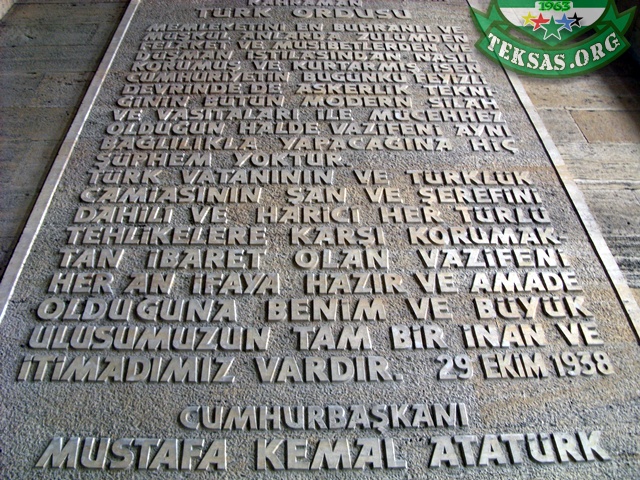 KAHRAMAN
TÜRK ORDUSU
MEMLEKETİNİ EN BUHRANLI VE
MÜŞKÜL ANLARDA ZULÜMDEN
FELAKET VE MUSİBETLERDEN VE
DÜŞMAN İSTİLASINDAN NASIL
CUMHURİYETİN BUGÜNKÜ FEYİZLİ
DEVRİNDE DE ASKERLİK TEKNİ
ĞİNİN BÜTÜN MODERN SİLAH
VE VASITALARI İLE MÜCEHHEZ
OLDUĞUN HALDE VAZİFENİ AYNI
BAĞLILIKLA YAPACAĞINA HİÇ
ŞÜPHEM YOKTUR
TÜRK VATANININ VE TÜRKLÜK
CAMİASININ ŞAN VE ŞEREFİNİ
DAHİLİ VE HARİCİ HER TÜRLÜ
TEHLİKELERE KARŞI KORUMAK-
TAN İBARET OLAN VAZİFENİ
HER AN İFAYA HAZIR VE AMADE
OLDUĞUNA BENİM VE BÜYÜK
ULUSUMUZUN TAM BİR İNAN VE
İTİMADIMIZ VARDIR. 29 EKİM 1938
CUMHURBAŞKANI
MUSTAFA KEMAL ATATÜRK
1963
TEKSAS.ORG